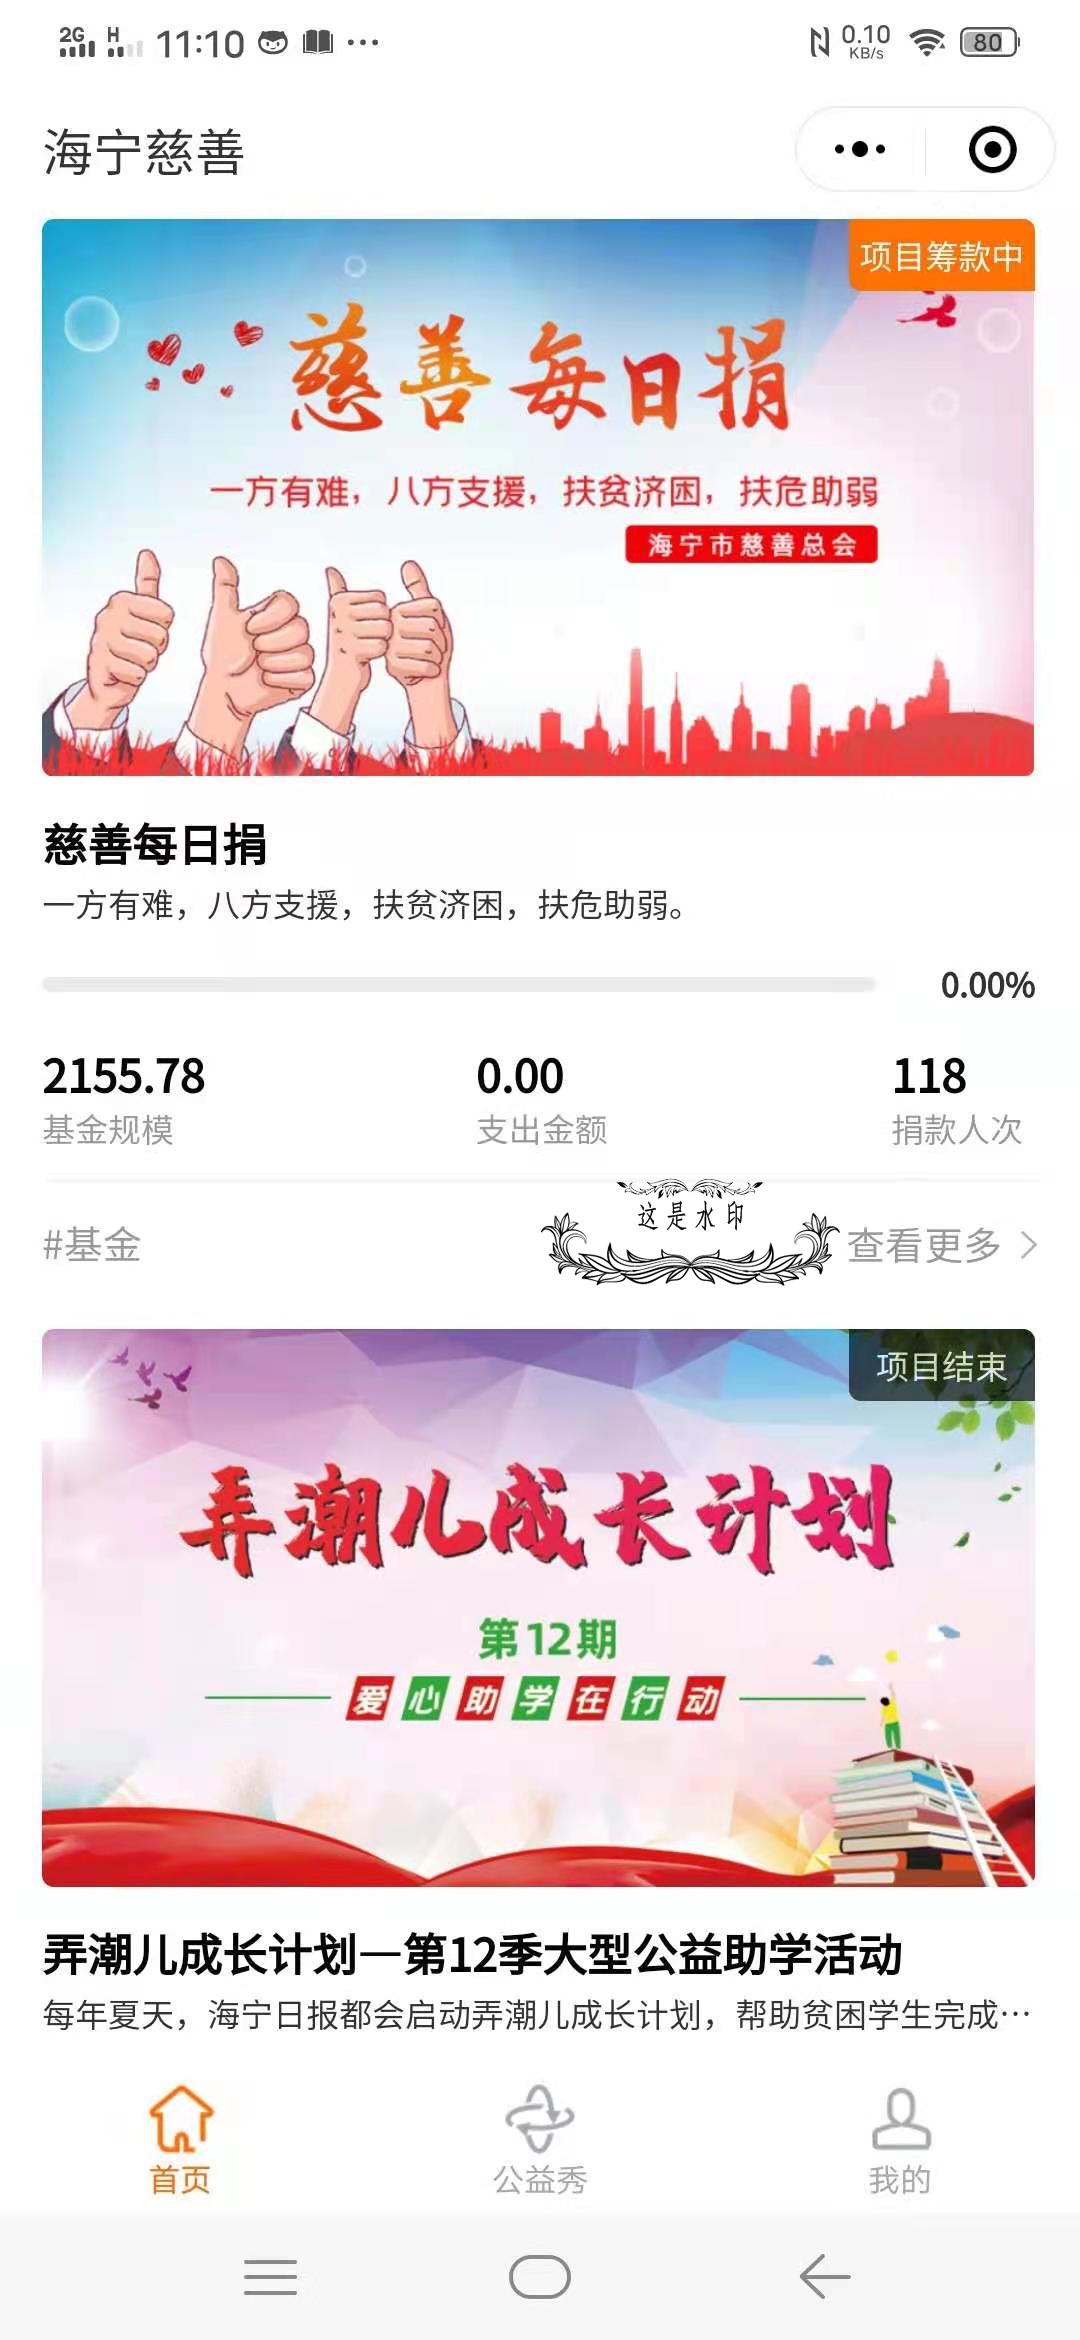 2G H 11:10 ··· 0.10 KB/s 80
海宁慈善
项目筹款中
慈善每日捐
一方有难，八方支援，扶贫济困，扶危助弱
海宁市慈善总会
慈善每日捐
一方有难，八方支援，扶贫济困，扶危助弱。
0.00%
2155.78 0.00 118
基金规模 支出金额 捐款人次
这是水印
#基金 查看更多
项目结束
弄潮儿成长计划
第12期
爱心助学在行动
弄潮儿成长计划—第12季大型公益助学活动
每年夏天，海宁日报都会启动弄潮儿成长计划，帮助贫困学生完成···
首页 公益秀 我的